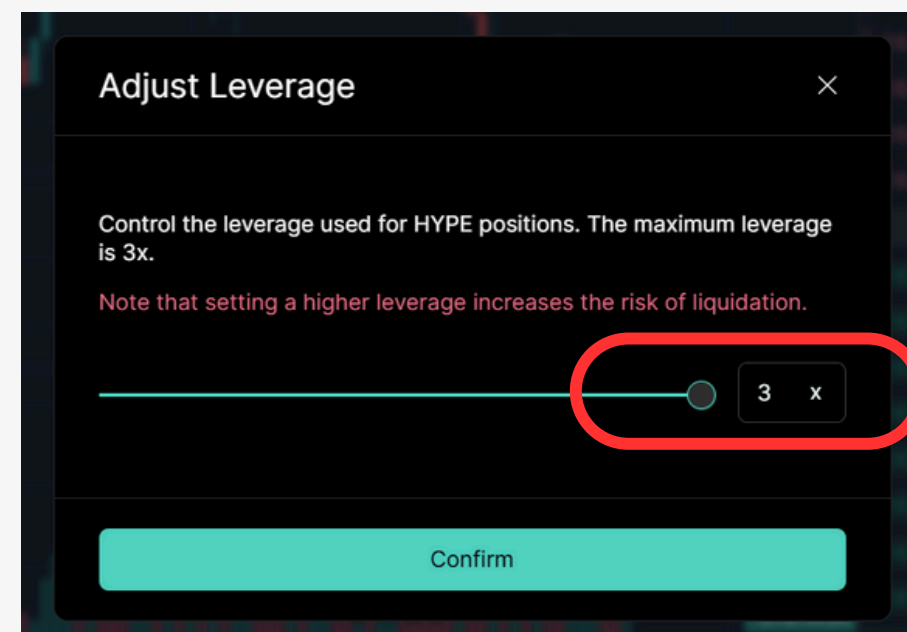 Adjust Leverage
Control the leverage used for HYPE positions. The maximum leverage
is 3x.
Note that setting a higher leverage increases the risk of liquidation.
3 x
Confirm